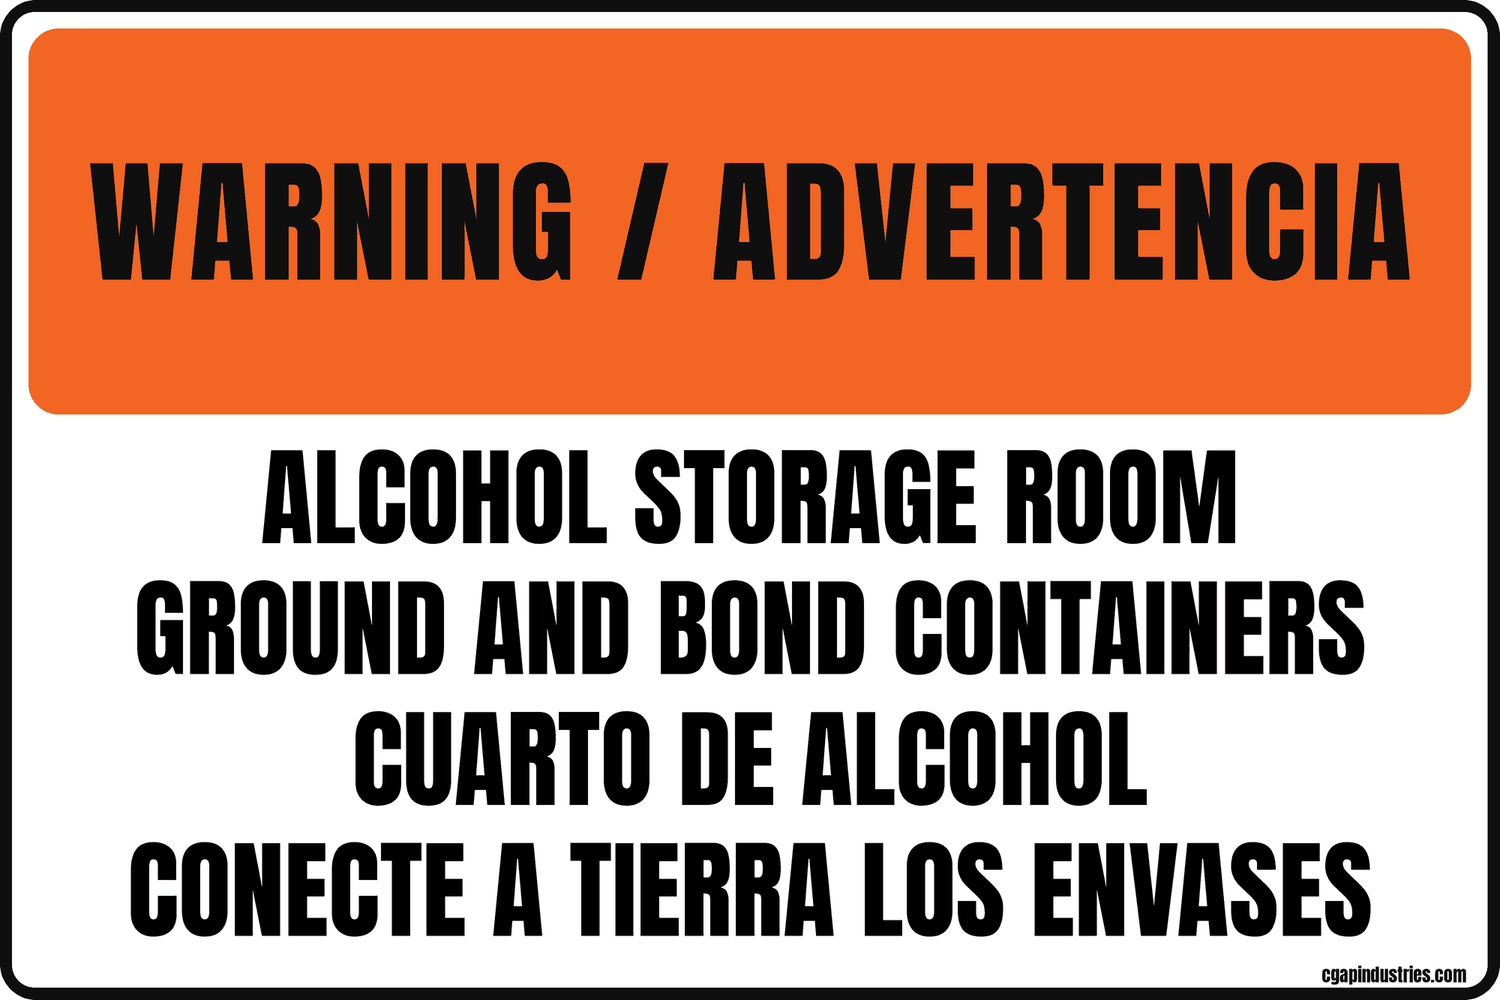 WARNING / ADVERTENCIA
ALCOHOL STORAGE ROOM
GROUND AND BOND CONTAINERS
CUARTO DE ALCOHOL
CONECTE A TIERRA LOS ENVASES
cgapindustries.com